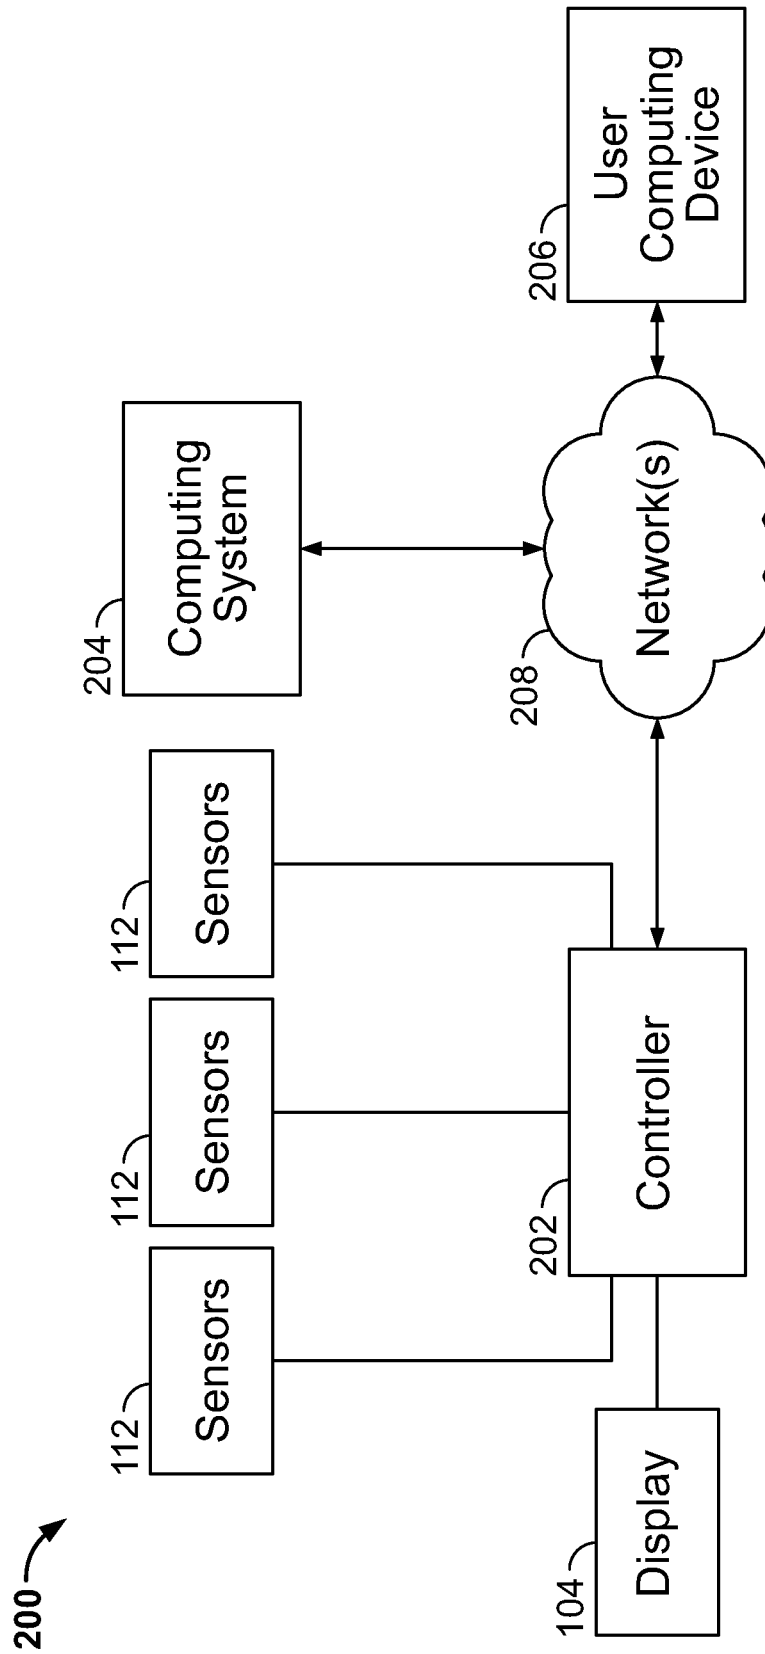 200
112
Sensors
112
Sensors
112
Sensors
204
Computing
System
104
Display
202
Controller
208
Network(s)
206
User
Computing
Device